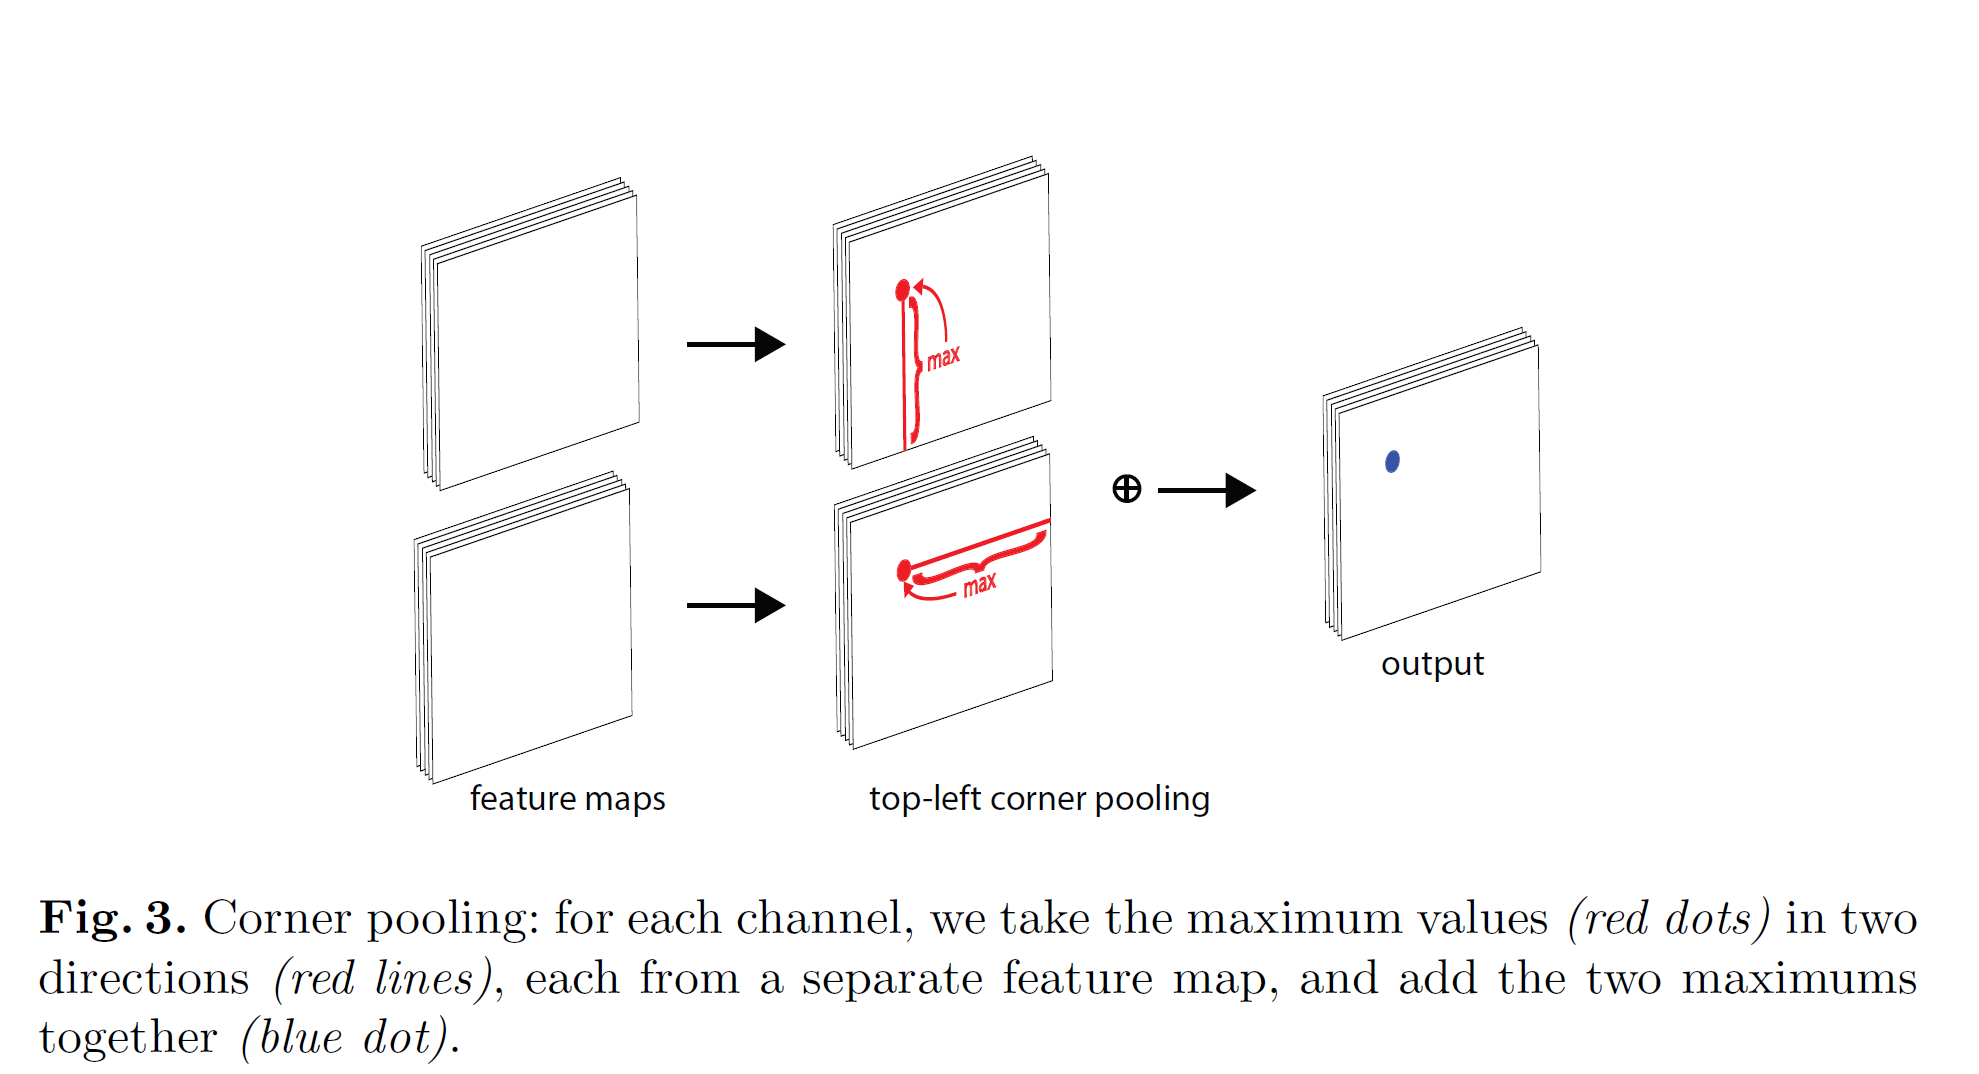 max
max
⊕
output
feature maps
top-left corner pooling
Fig. 3. Corner pooling: for each channel, we take the maximum values (red dots) in two
directions (red lines), each from a separate feature map, and add the two maximums
together (blue dot).